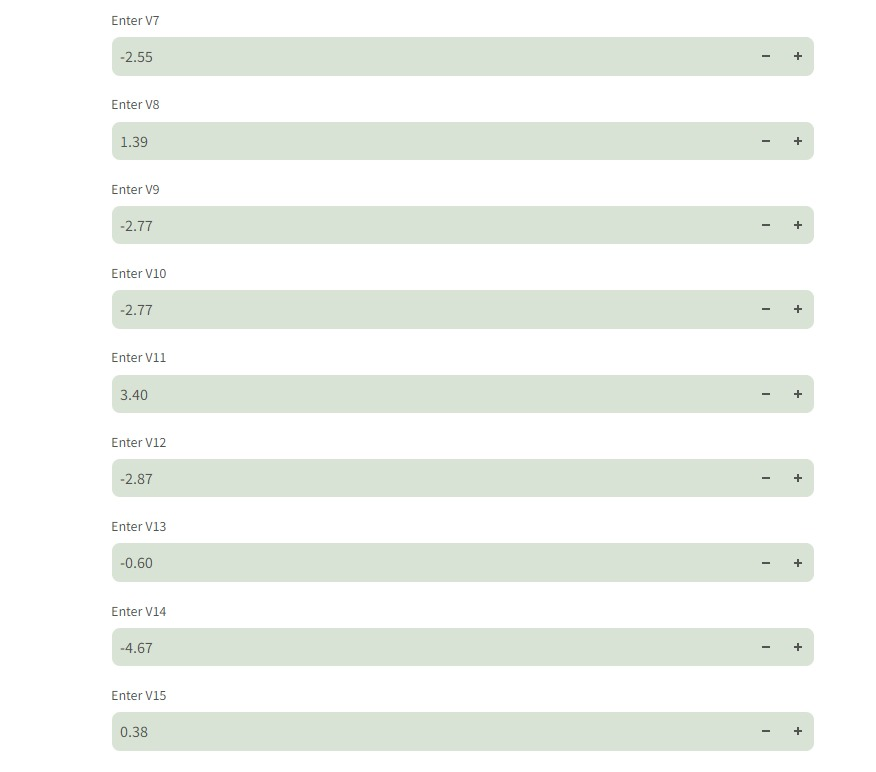 Enter V7
-2.55
Enter V8
1.39
Enter V9
-2.77
Enter V10
-2.77
Enter V11
3.40
Enter V12
-2.87
Enter V13
-0.60
Enter V14
-4.67
Enter V15
0.38